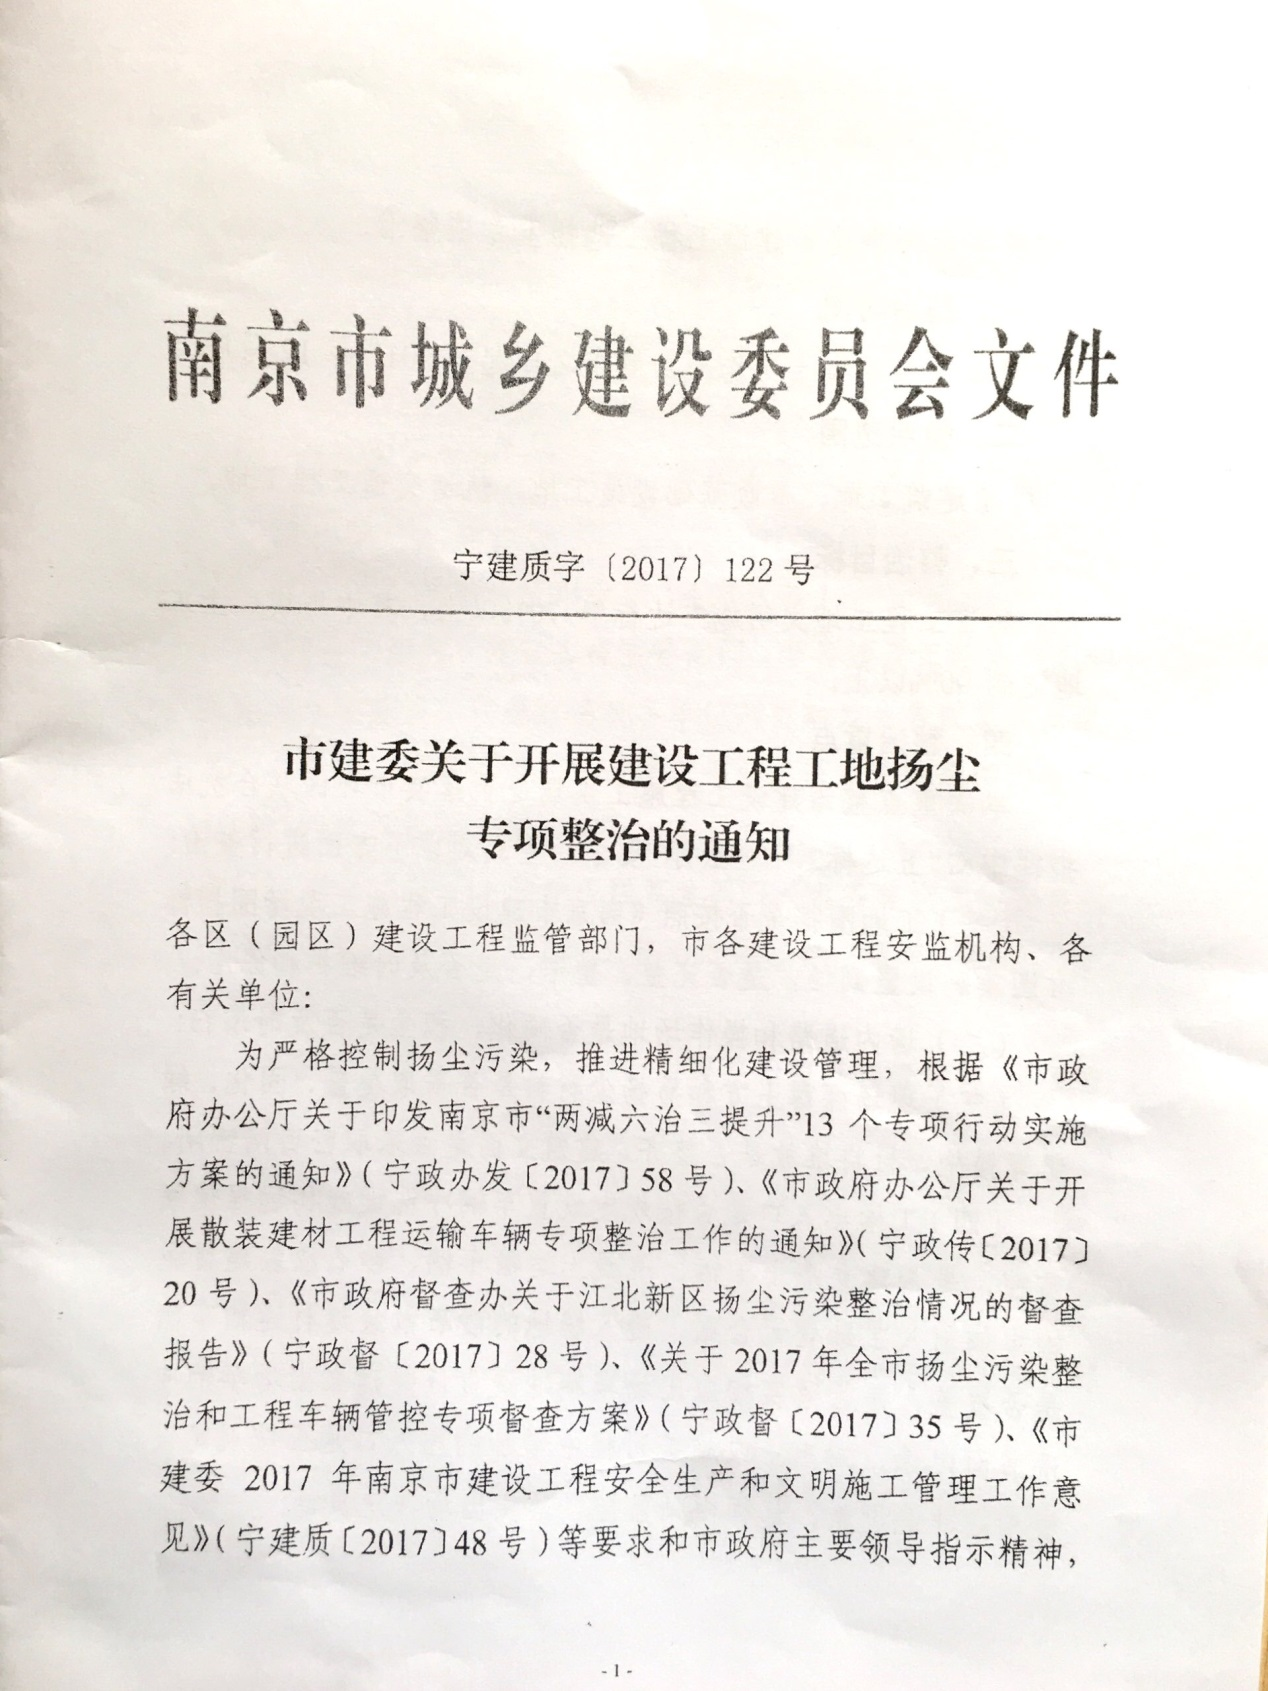 南京市城乡建设委员会文件
宁建质字〔2017〕122号
市建委关于开展建设工程工地扬尘
专项整治的通知
各区（园区）建设工程监管部门，市各建设工程安监机构、各
有关单位：
为严格控制扬尘污染，推进精细化建设管理，根据《市政
府办公厅关于印发南京市“两减六治三提升”13 个专项行动实施
方案的通知》（宁政办发〔2017〕58号）、《市政府办公厅关于开
展散装建材工程运输车辆专项整治工作的通知》（宁政传〔2017〕
20号）、《市政府督查办关于江北新区扬尘污染整治情况的督查
报告》（宁政督〔2017〕28号）、《关于2017年全市扬尘污染整
治和工程车辆管控专项督查方案》（宁政督〔2017〕35号）、《市
建委 2017 年南京市建设工程安全生产和文明施工管理工作意
见》（宁建质〔2017〕48号）等要求和市政府主要领导指示精神，
- 1 -